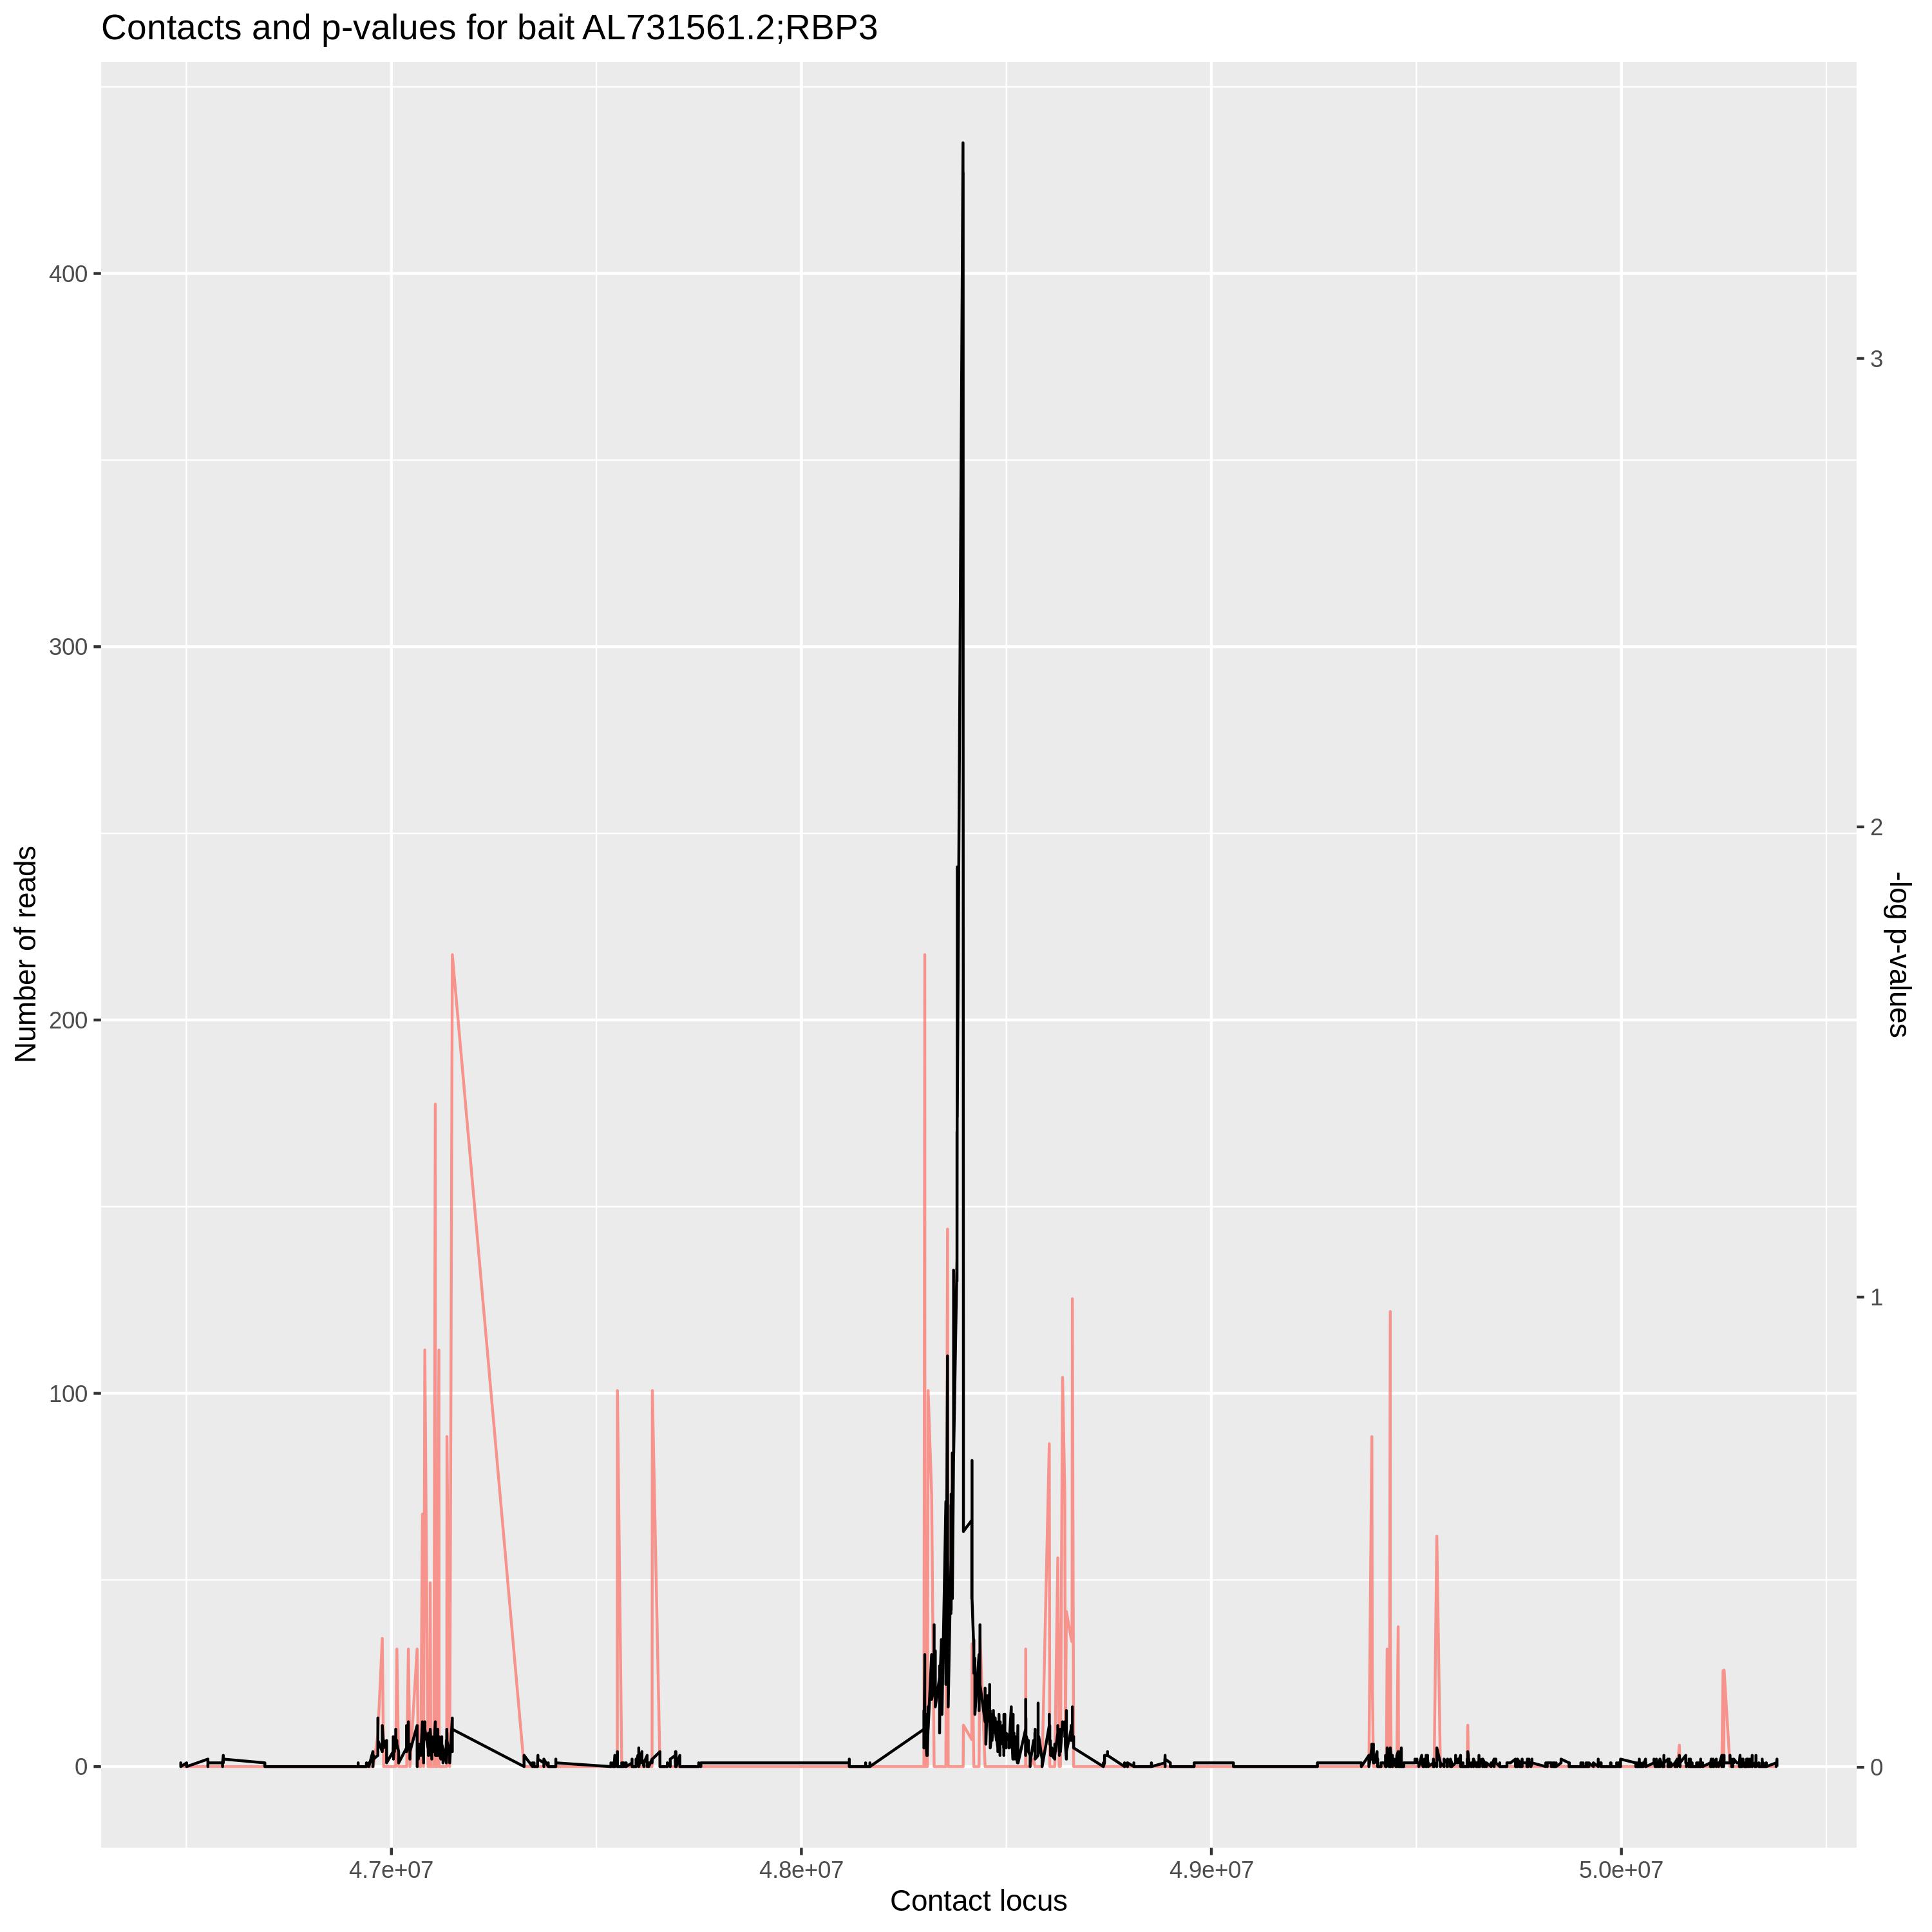 Contacts and p-values for bait AL731561.2;RBP3
400
300
200
100
0
Number of reads
3
2
1
0
-log p-values
4.7e+07
4.8e+07
4.9e+07
5.0e+07
Contact locus